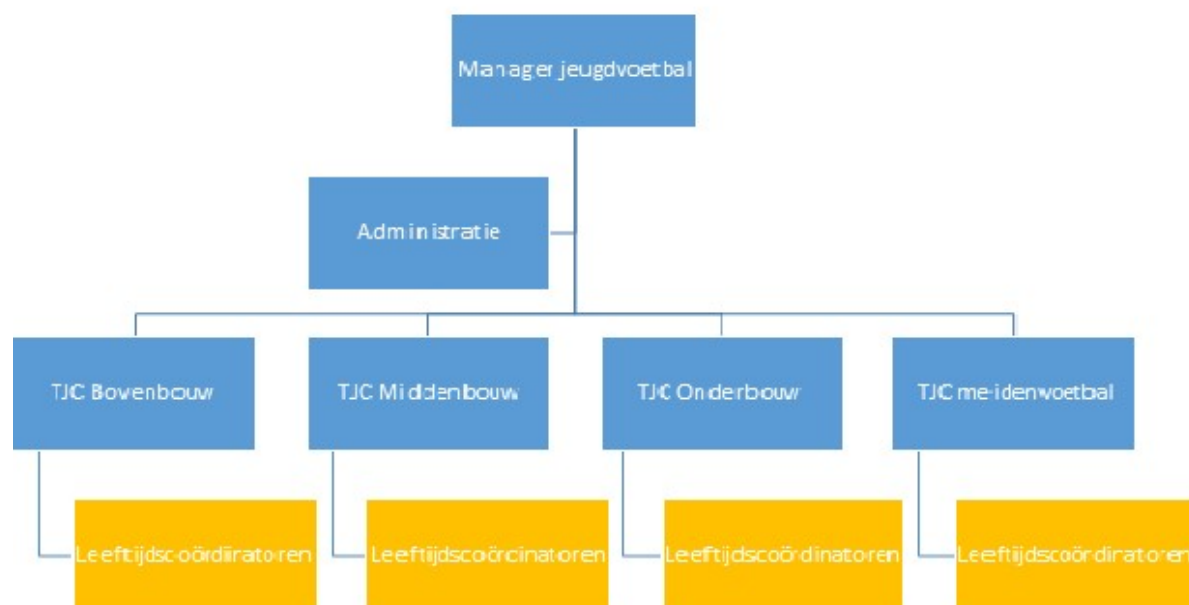 Manager jeugdvoetbal
Administratie
TJC Bovenbouw
TJC Middenbouw
TJC Onderbouw
TJC meidenvoetbal
Leeftijdscoördinatoren
Leeftijdscoördinatoren
Leeftijdscoördinatoren
Leeftijdscoördinatoren